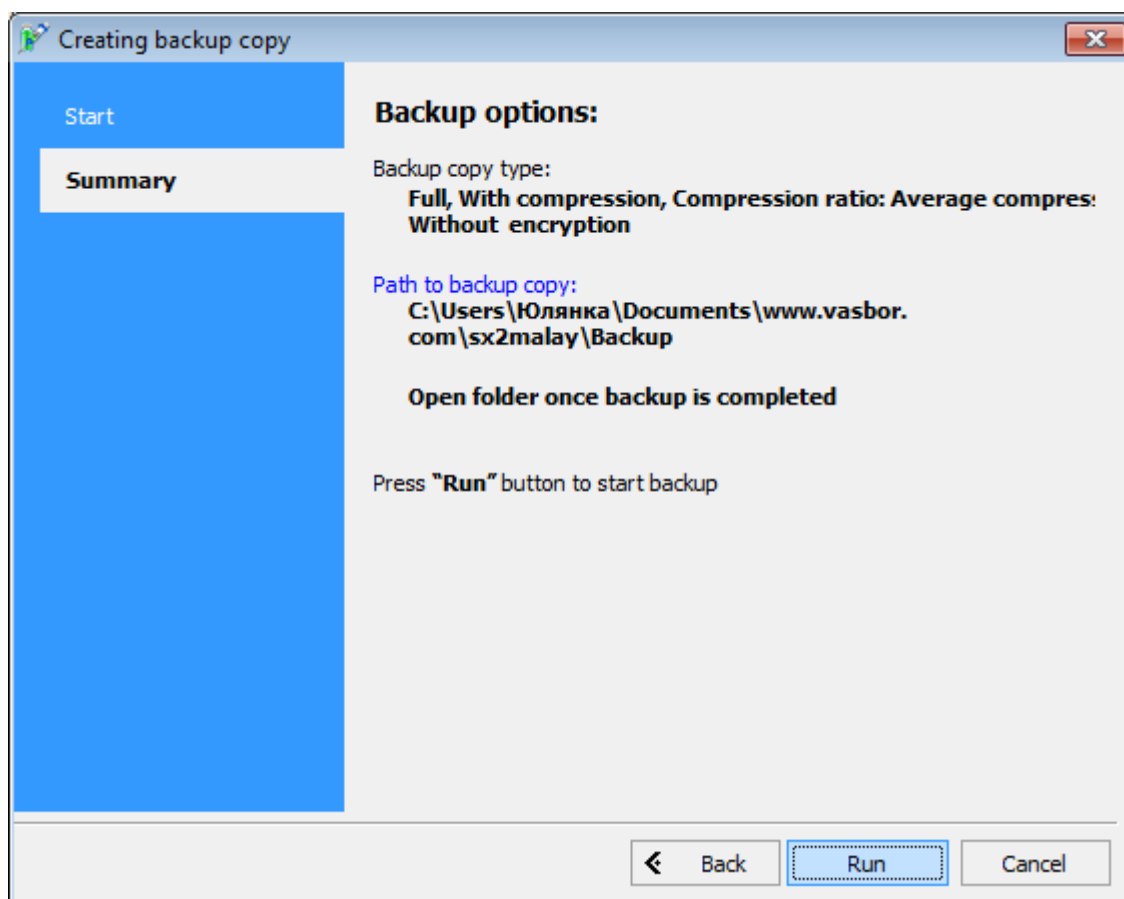 Creating backup copy
Start
Summary
Backup options:
Backup copy type:
Full, With compression, Compression ratio: Average compres
Without encryption
Path to backup copy:
C:\Users\Юлянка\Documents\www.vasbor.
com\sx2malay\Backup
Open folder once backup is completed
Press "Run" button to start backup
Back
Run
Cancel